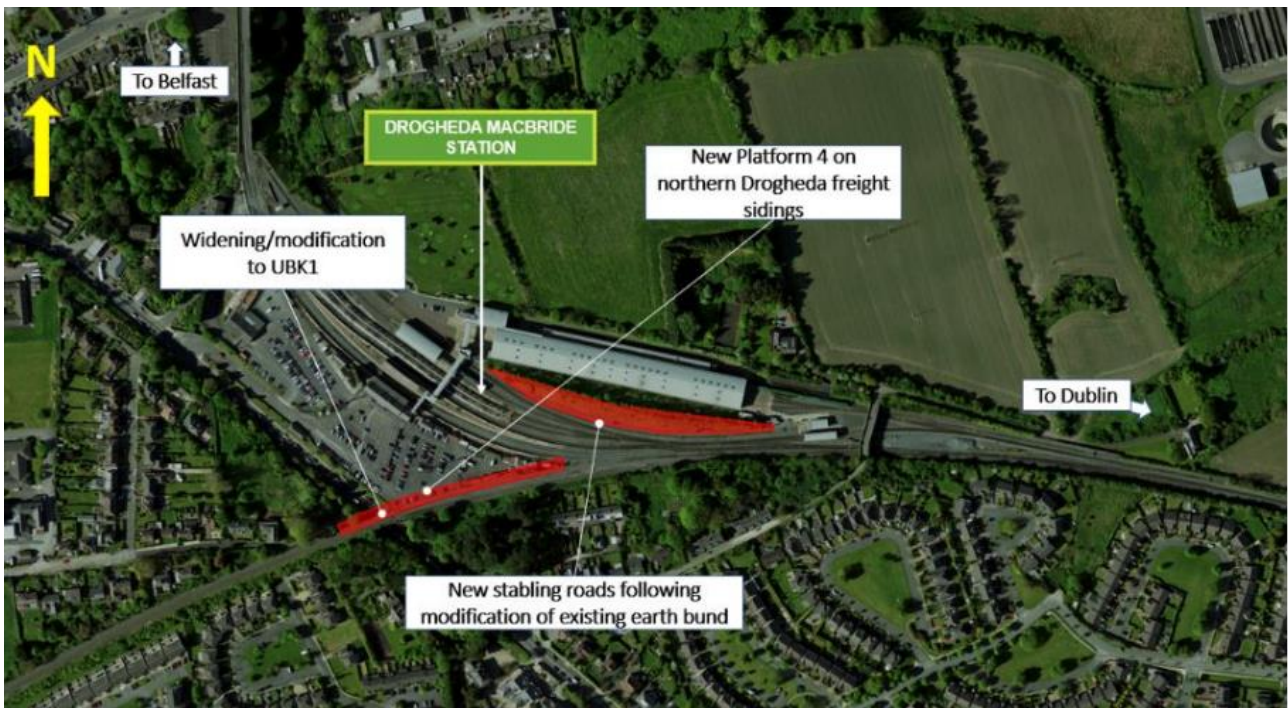 N
To Belfast
DROGHEDA MACBRIDE
STATION
New Platform 4 on
northern Drogheda freight
sidings
Widening/modification
to UBK1
To Dublin
New stabling roads following
modification of existing earth bund